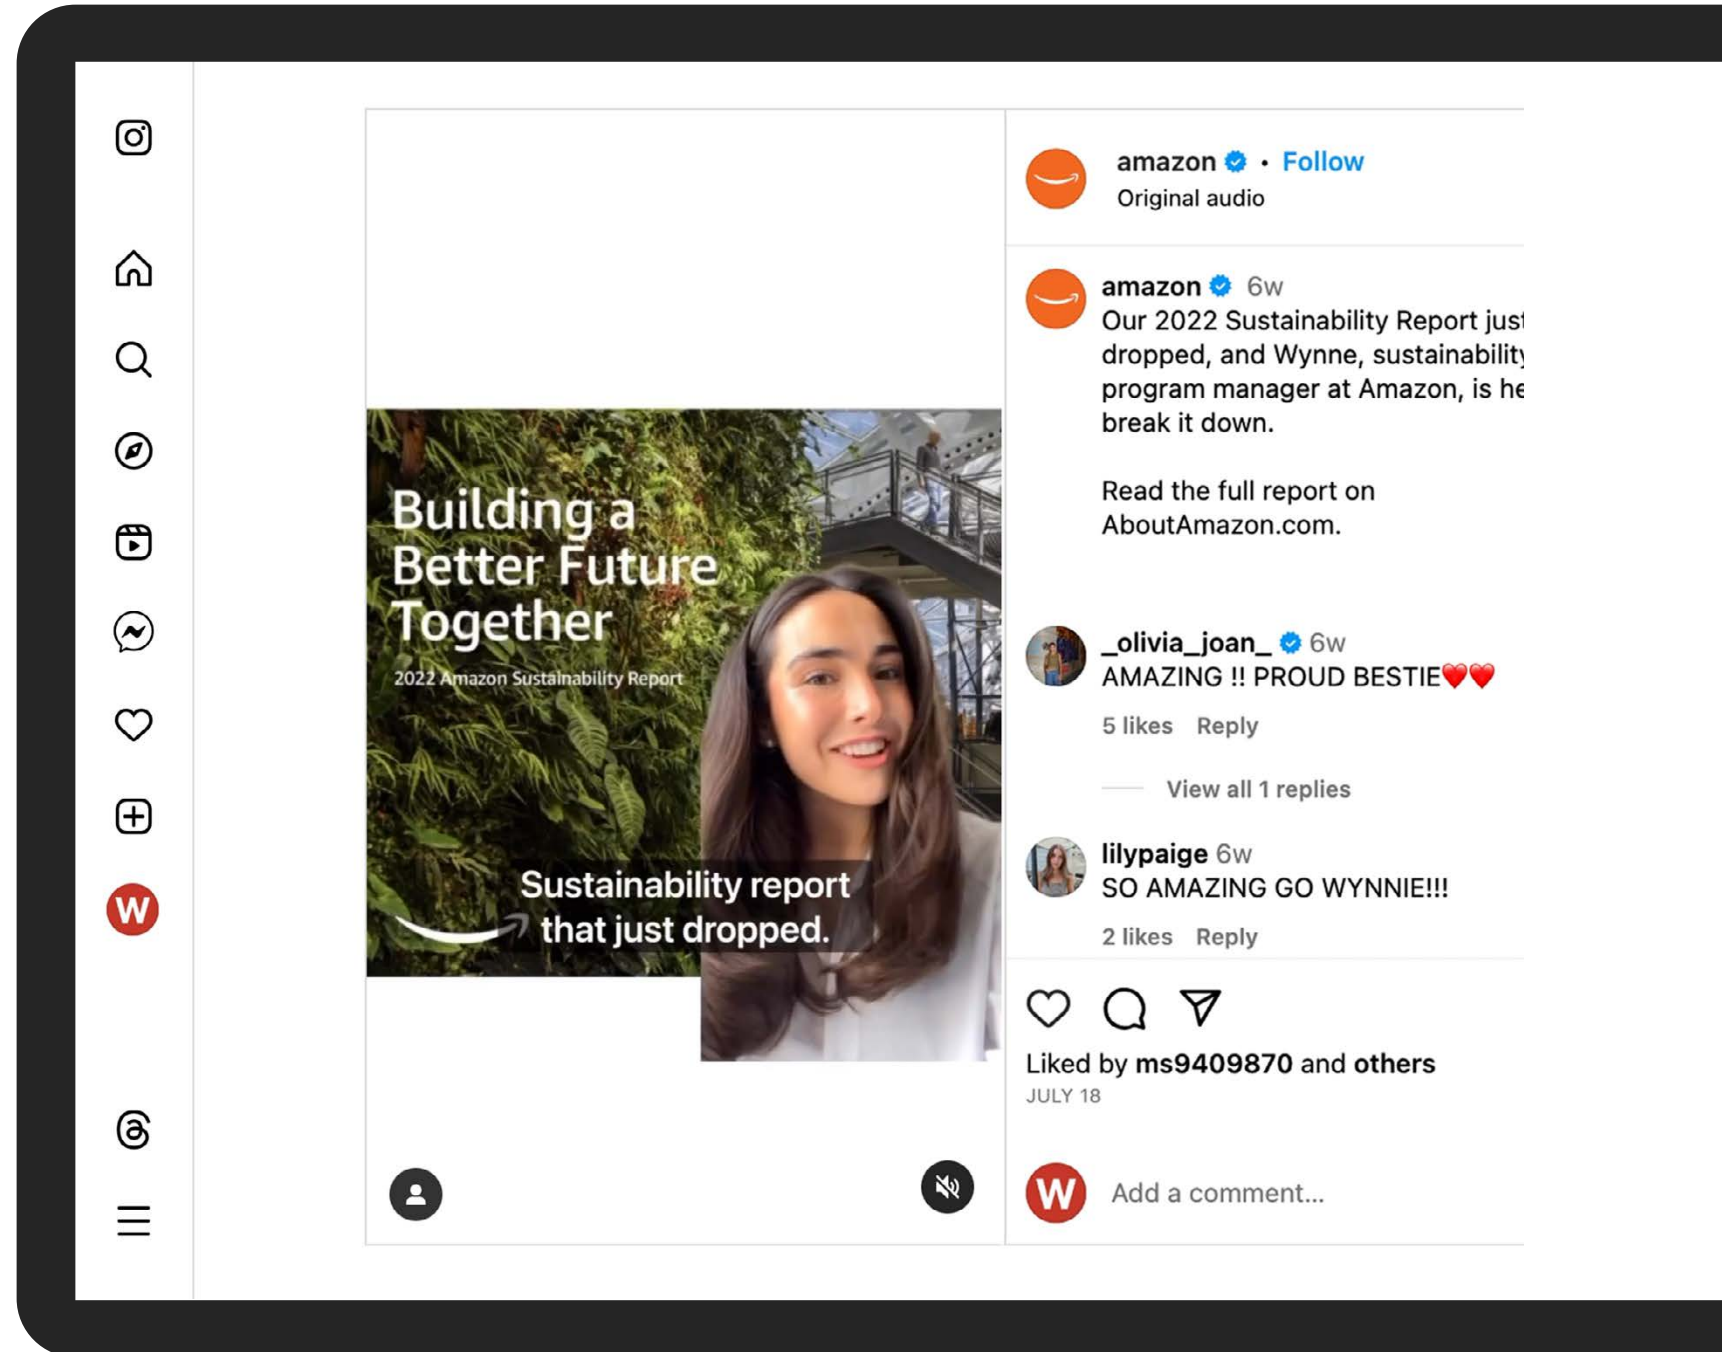 amazon • Follow
Original audio
amazon 6w
Our 2022 Sustainability Report just
dropped, and Wynne, sustainability
program manager at Amazon, is he
break it down.
Read the full report on
AboutAmazon.com.
_olivia_joan_ 6w
AMAZING !! PROUD BESTIE❤️❤️
5 likes Reply
View all 1 replies
lilypaige 6w
SO AMAZING GO WYNNIE!!!
2 likes Reply
Liked by ms9409870 and others
JULY 18
W Add a comment...
Building a
Better Future
Together
2022 Amazon Sustainability Report
Sustainability report
that just dropped.
W